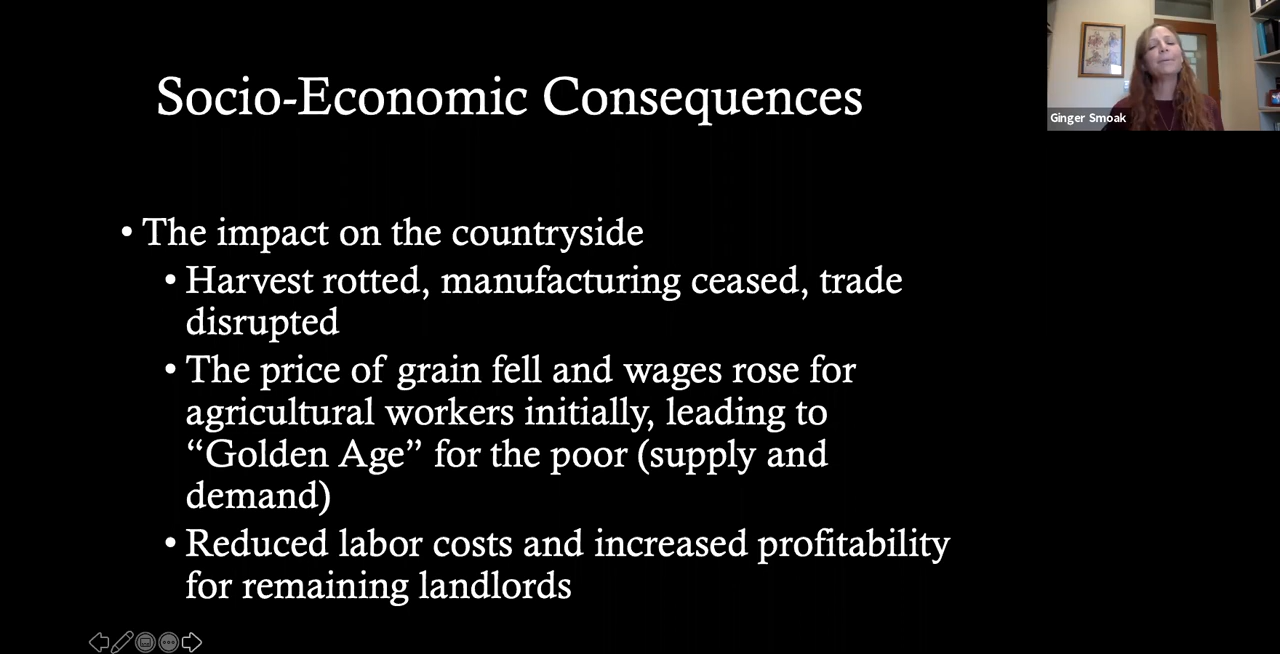 Socio-Economic Consequences
Ginger Smoak
• The impact on the countryside
• Harvest rotted, manufacturing ceased, trade
disrupted
• The price of grain fell and wages rose for
agricultural workers initially, leading to
“Golden Age” for the poor (supply and
demand)
• Reduced labor costs and increased profitability
for remaining landlords